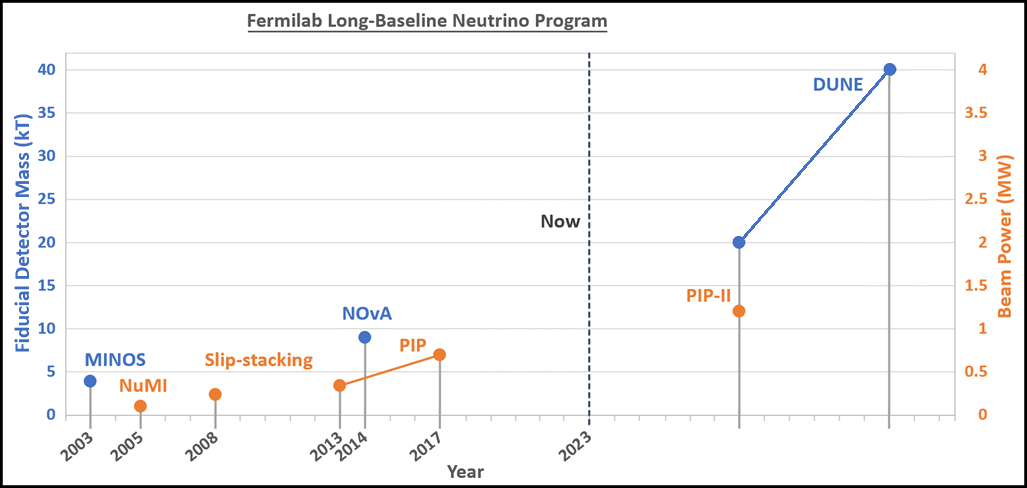 Fermilab Long-Baseline Neutrino Program
Fiducial Detector Mass (kT)
40
35
30
25
20
15
10
5
0
MINOS
NuMI
Slip-stacking
NOvA
PIP
Now
PIP-II
DUNE
4
3.5
3
2.5
2
1.5
1
0.5
0
Beam Power (MW)
2003
2005
2008
2013
2014
2017
2023
Year